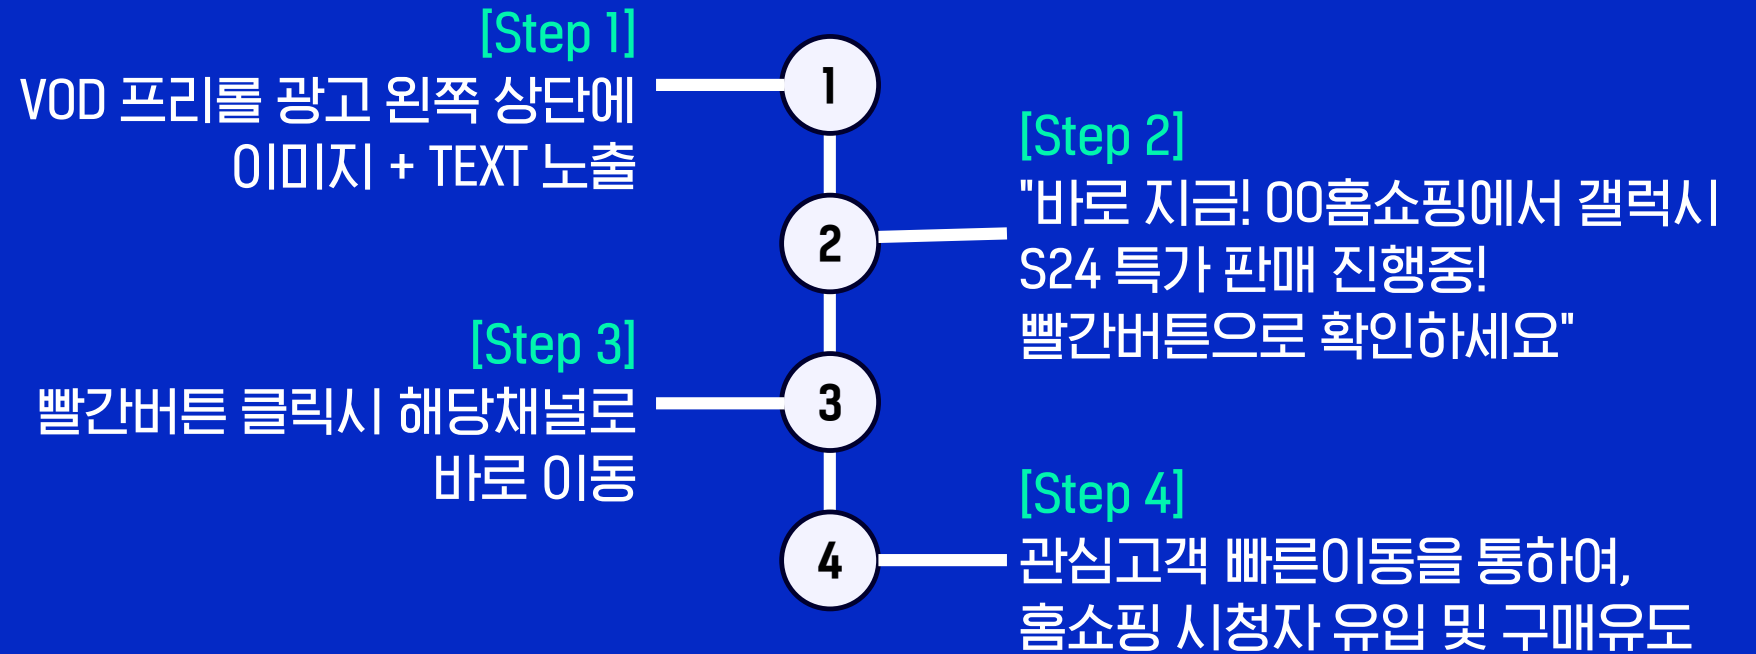 [Step 1]
VOD 프리롤 광고 왼쪽 상단에
이미지 + TEXT 노출
1
[Step 2]
"바로 지금! 00홈쇼핑에서 갤럭시
S24 특가 판매 진행중!
빨간버튼으로 확인하세요"
2
[Step 3]
빨간버튼 클릭시 해당채널로
바로 이동
3
[Step 4]
관심고객 빠른이동을 통하여,
홈쇼핑 시청자 유입 및 구매유도
4